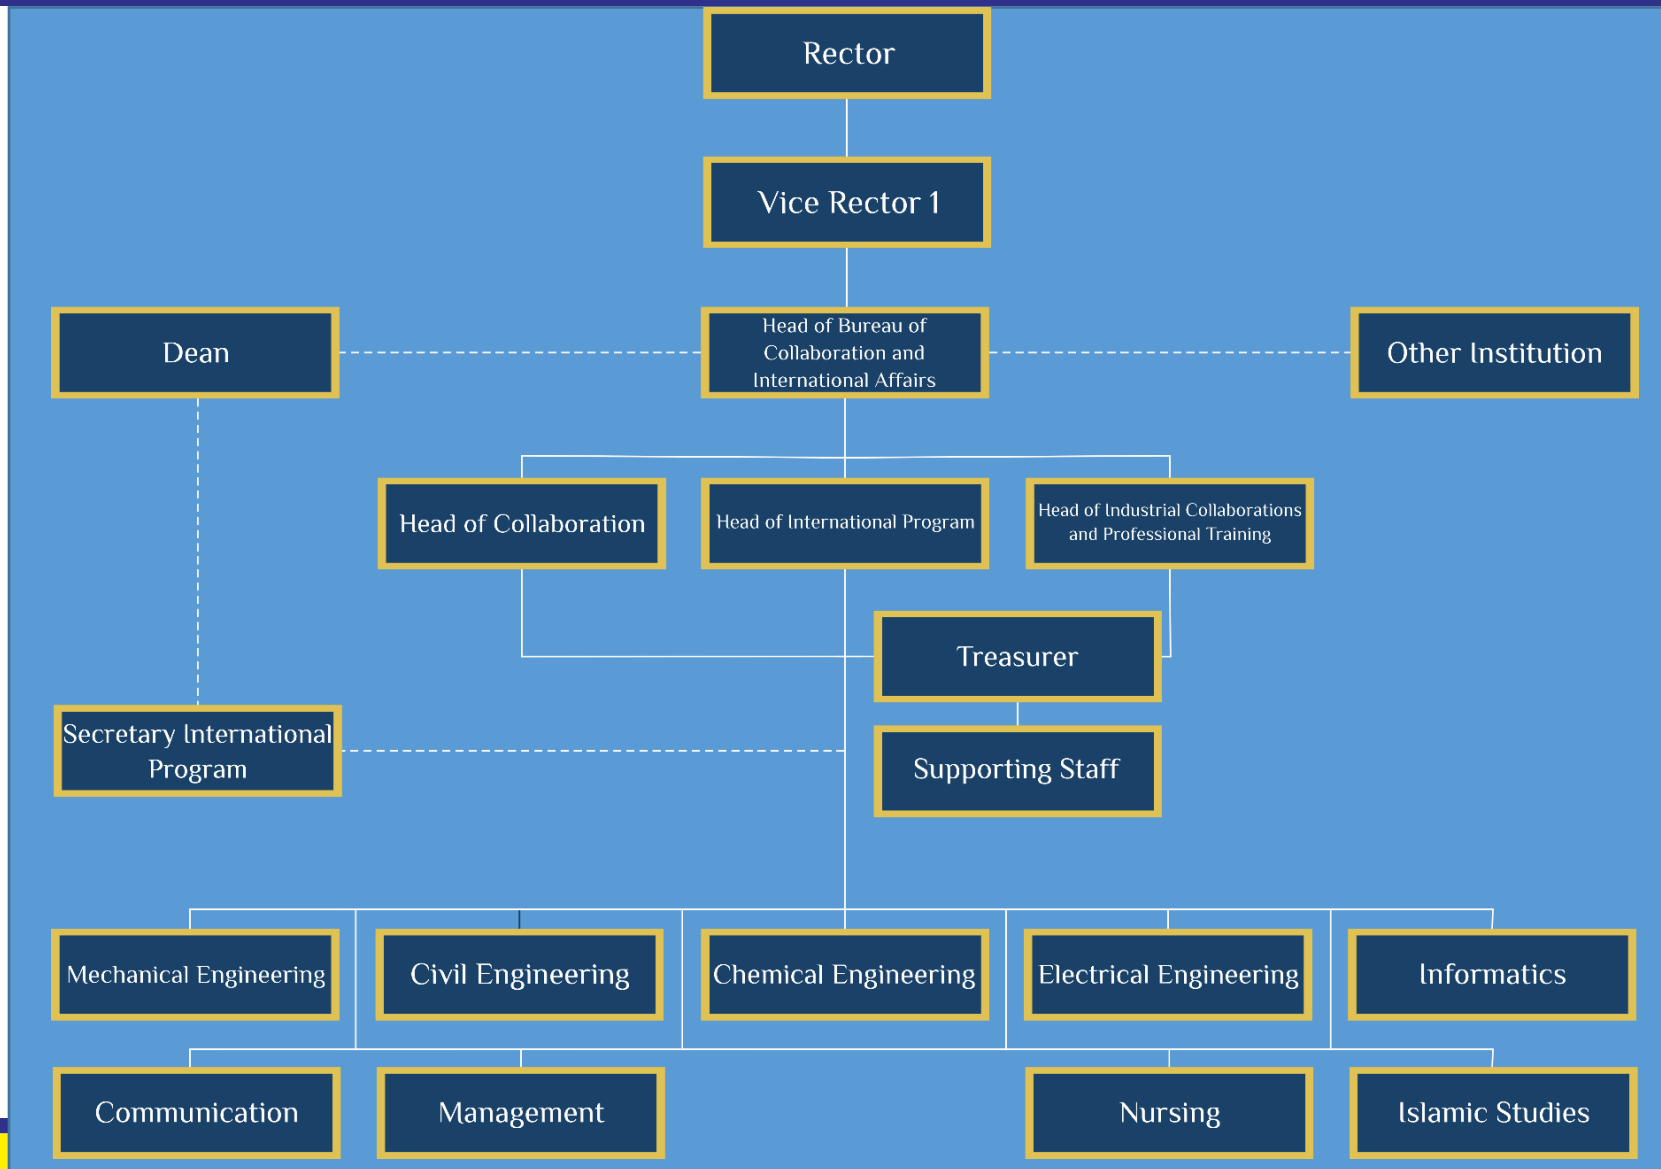 Rector
Vice Rector 1
Dean
Head of Bureau of
Collaboration and
International Affairs
Other Institution
Head of Collaboration
Head of International Program
Head of Industrial Collaborations
and Professional Training
Treasurer
Secretary International
Program
Supporting Staff
Mechanical Engineering
Civil Engineering
Chemical Engineering
Electrical Engineering
Informatics
Communication
Management
Nursing
Islamic Studies